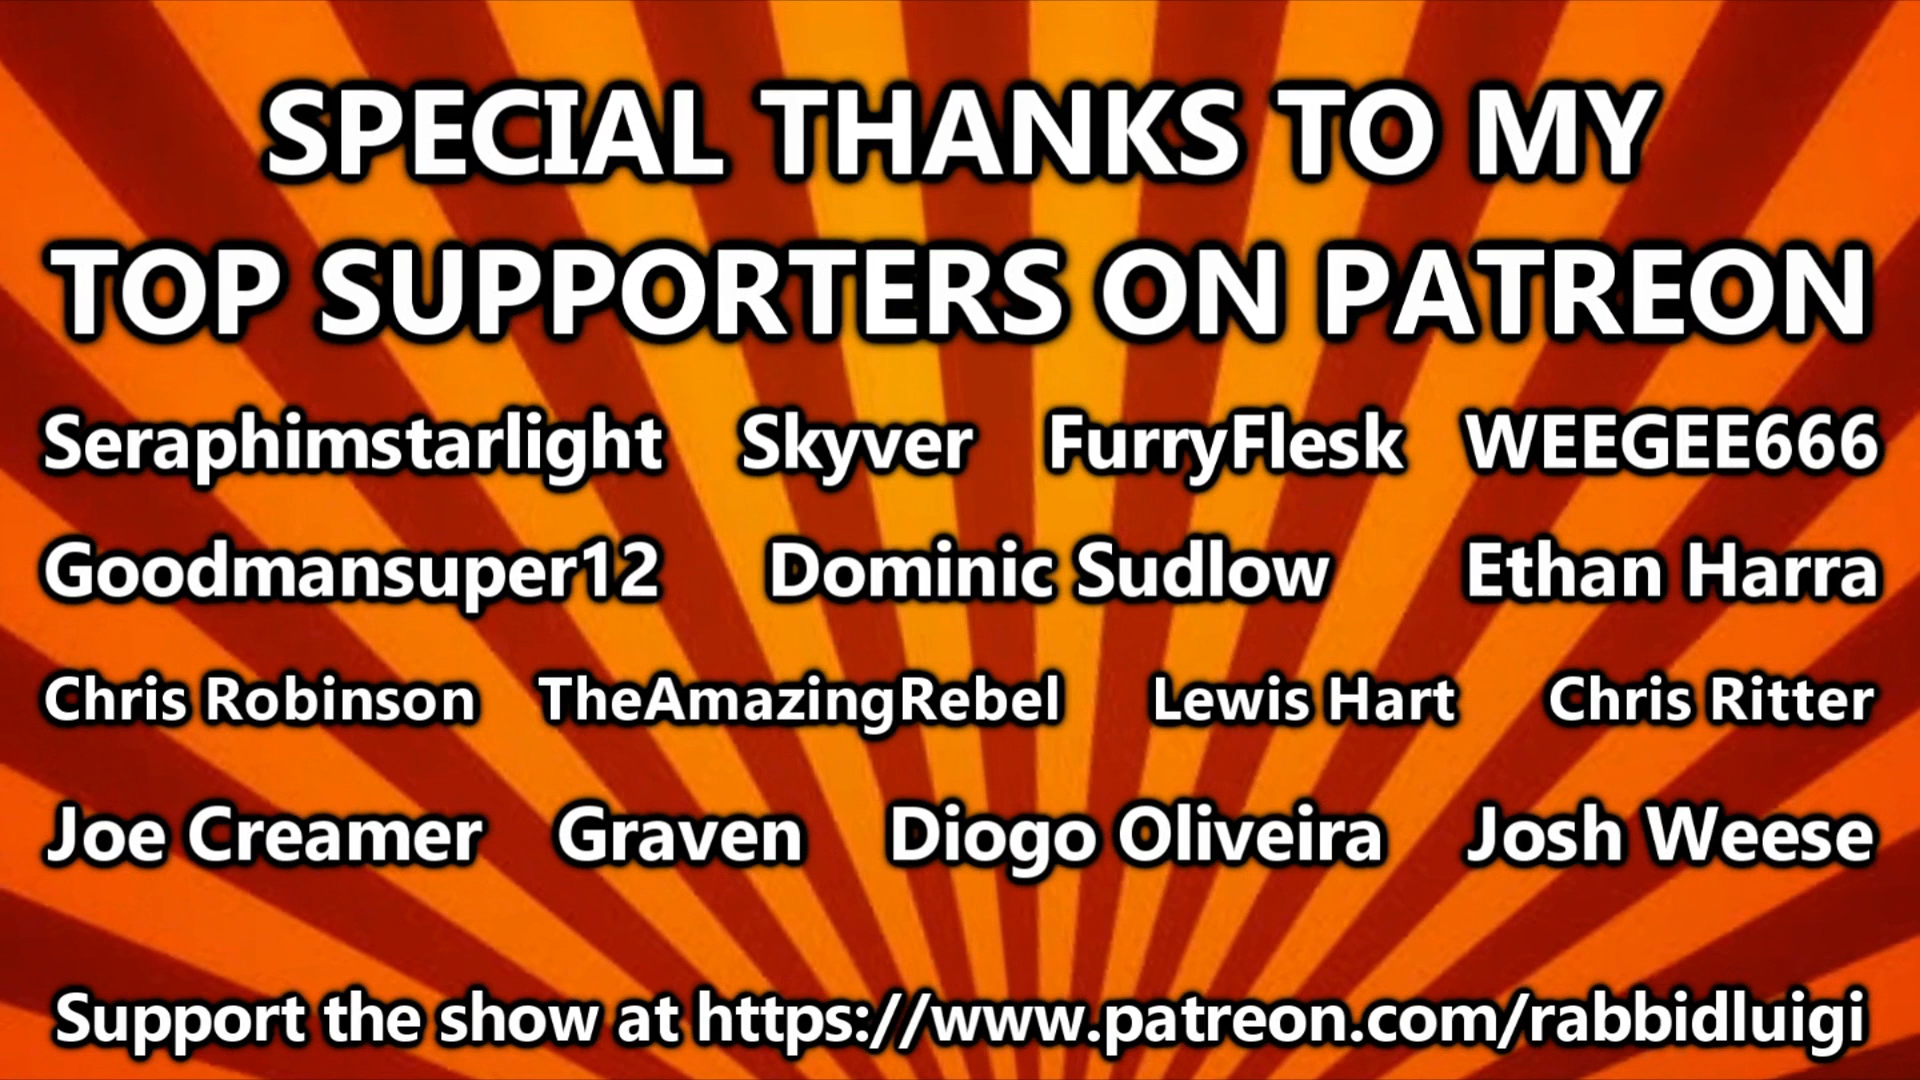 SPECIAL THANKS TO MY
TOP SUPPORTERS ON PATREON
Seraphimstarlight Skyver FurryFlesk WEEGEE666
Goodmansuper12 Dominic Sudlow Ethan Harra
Chris Robinson TheAmazingRebel Lewis Hart Chris Ritter
Joe Creamer Graven Diogo Oliveira Josh Weese
Support the show at https://www.patreon.com/rabbidluigi